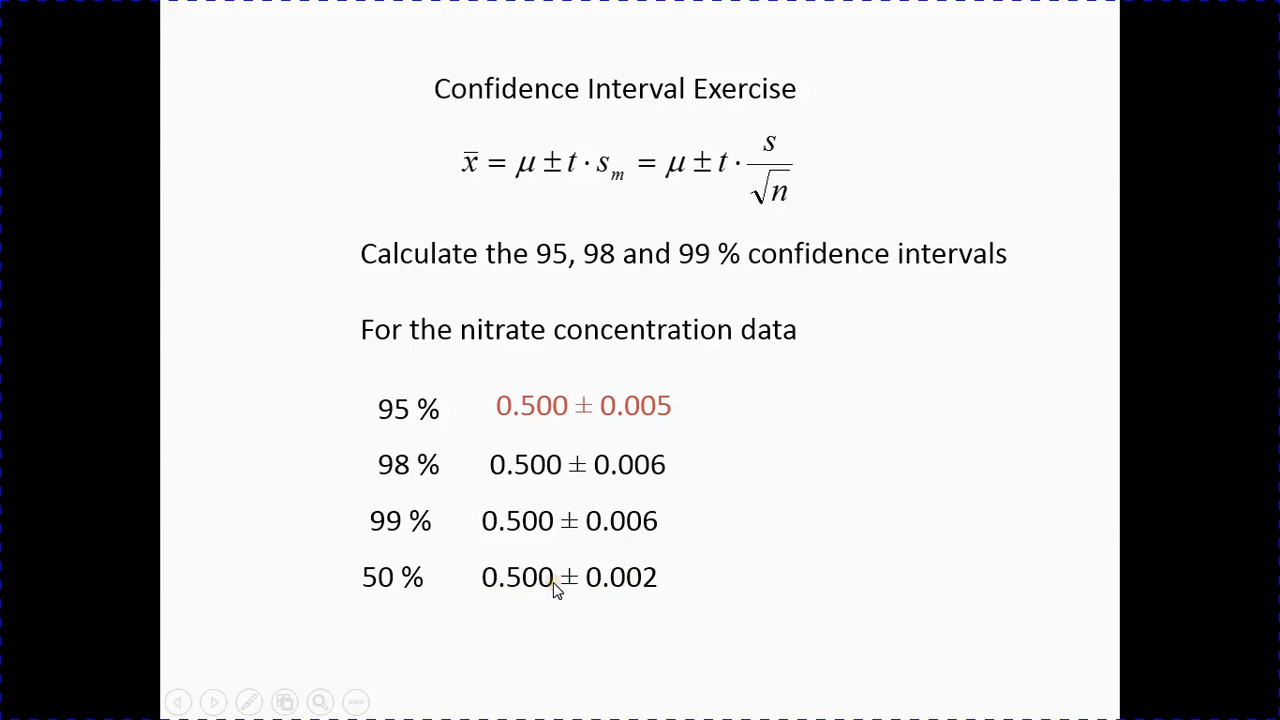 Confidence Interval Exercise
x̄ = μ ± t · sₘ = μ ± t · s/√n
Calculate the 95, 98 and 99 % confidence intervals
For the nitrate concentration data
95 % 0.500 ± 0.005
98 % 0.500 ± 0.006
99 % 0.500 ± 0.006
50 % 0.500 ± 0.002